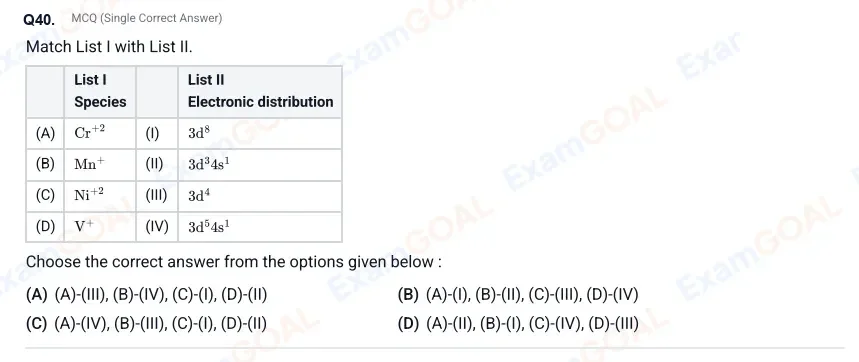 Q40. MCQ (Single Correct Answer)
Match List I with List II.
List I Species | List II Electronic distribution
(A) Cr⁺² (I) 3d⁸
(B) Mn⁺ (II) 3d³4s¹
(C) Ni⁺² (III) 3d⁴
(D) V⁺ (IV) 3d⁵4s¹
Choose the correct answer from the options given below :
(A) (A)-(III), (B)-(IV), (C)-(I), (D)-(II) (B) (A)-(I), (B)-(II), (C)-(III), (D)-(IV)
(C) (A)-(IV), (B)-(III), (C)-(I), (D)-(II) (D) (A)-(II), (B)-(I), (C)-(IV), (D)-(III)
ExamGOAL